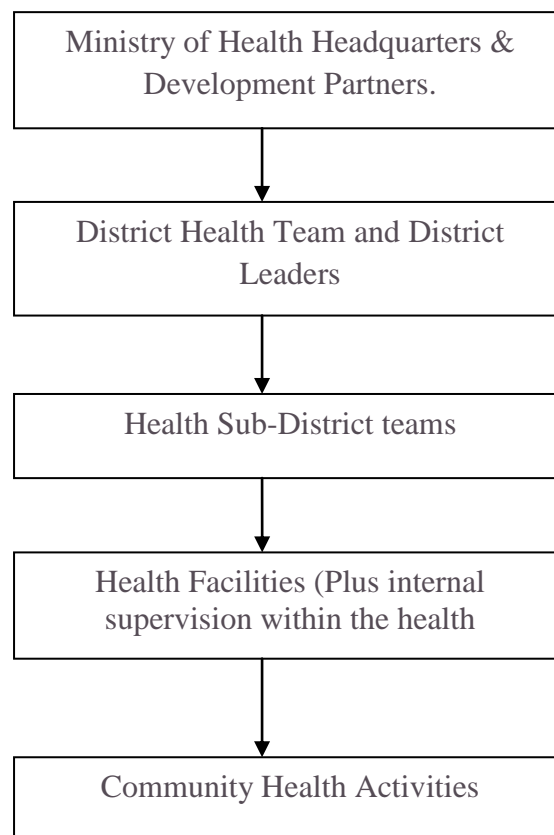 Ministry of Health Headquarters &
Development Partners.
District Health Team and District
Leaders
Health Sub-District teams
Health Facilities (Plus internal
supervision within the health
Community Health Activities